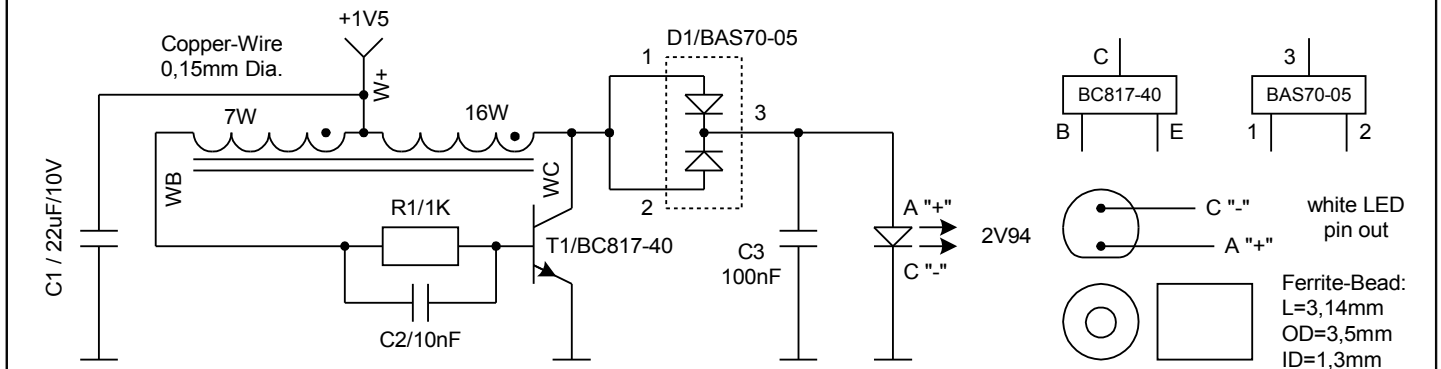 +1V5
Copper-Wire
0,15mm Dia.
W+
7W
16W
D1/BAS70-05
1
3
2
C1 / 22uF/10V
WB
WC
R1/1K
C2/10nF
T1/BC817-40
C3
100nF
A "+"
C "-"
2V94
C
BC817-40
B
E
3
BAS70-05
1
2
C "-"
A "+"
white LED
pin out
Ferrite-Bead:
L=3,14mm
OD=3,5mm
ID=1,3mm